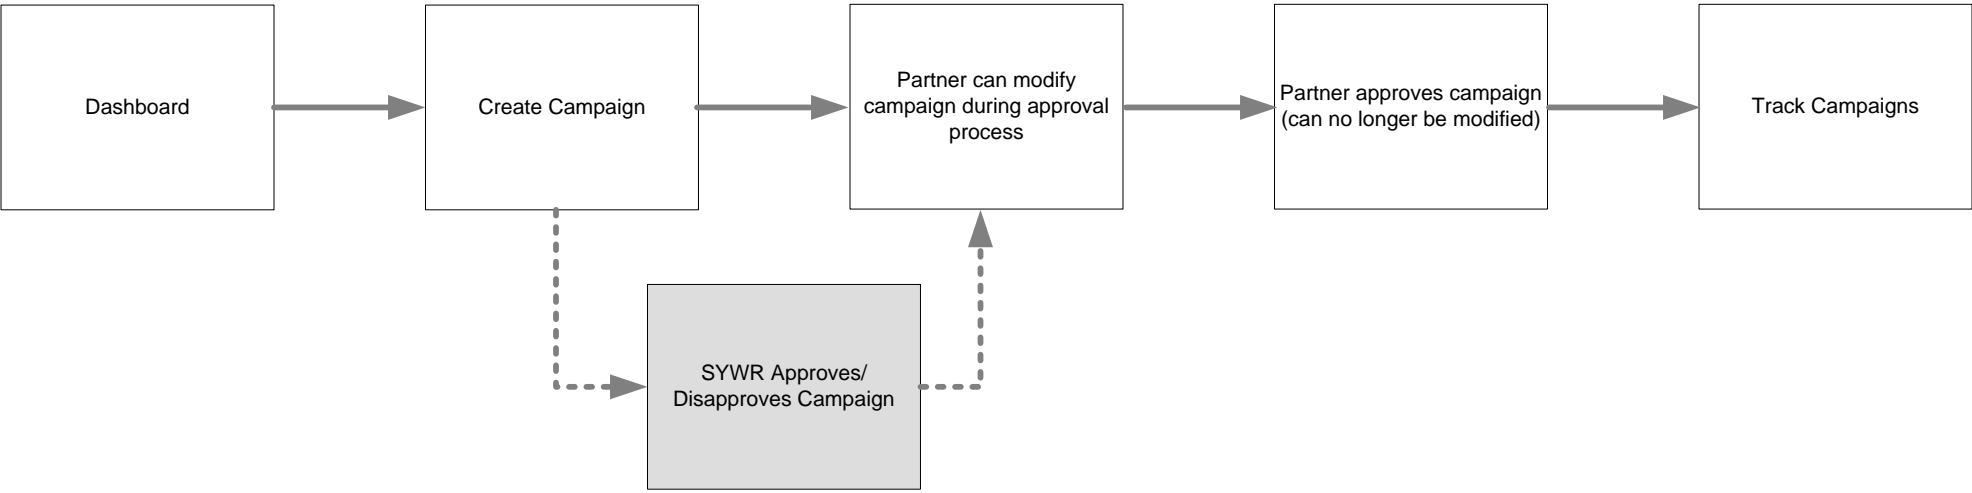 Dashboard
Create Campaign
Partner can modify
campaign during approval
process
Partner approves campaign
(can no longer be modified)
Track Campaigns
SYWR Approves/
Disapproves Campaign